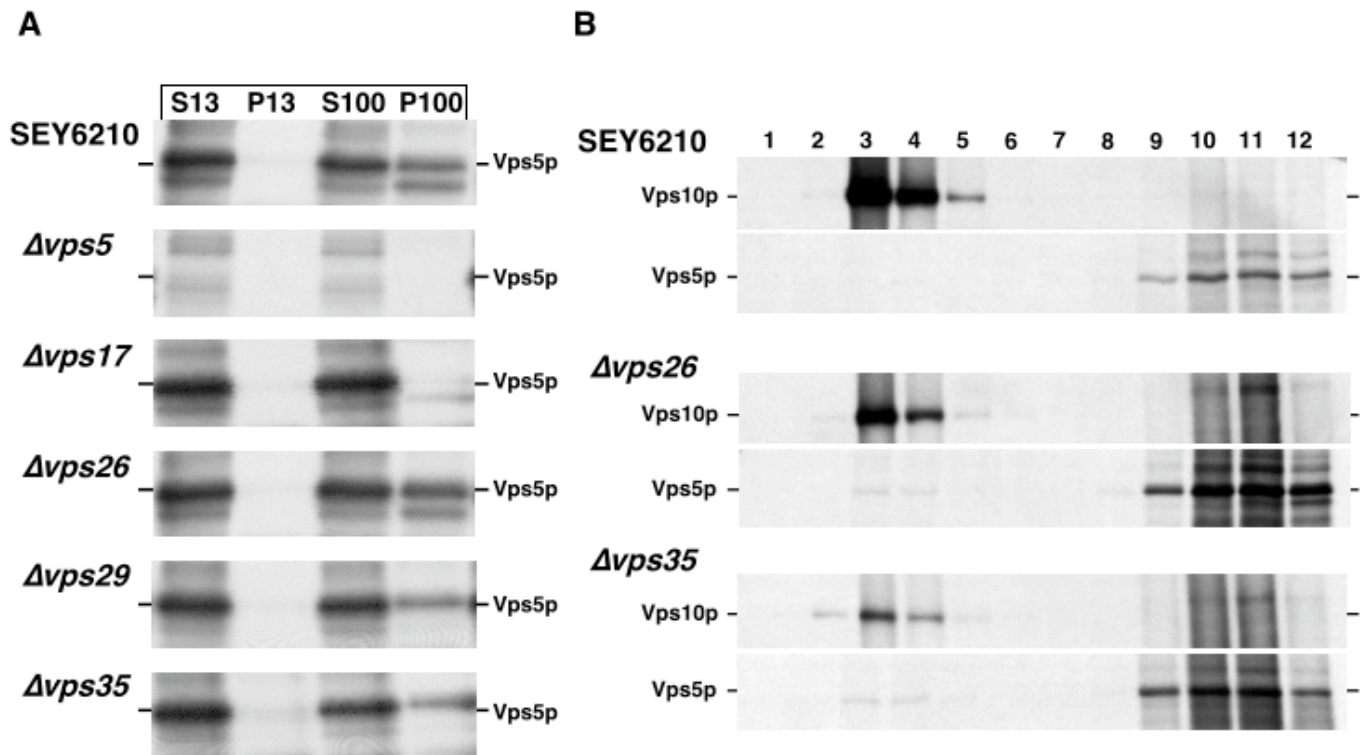 A
S13 P13 S100 P100
SEY6210
Vps5p
Δvps5
Vps5p
Δvps17
Vps5p
Δvps26
Vps5p
Δvps29
Vps5p
Δvps35
Vps5p
B
SEY6210 1 2 3 4 5 6 7 8 9 10 11 12
Vps10p
Vps5p
Δvps26
Vps10p
Vps5p
Δvps35
Vps10p
Vps5p